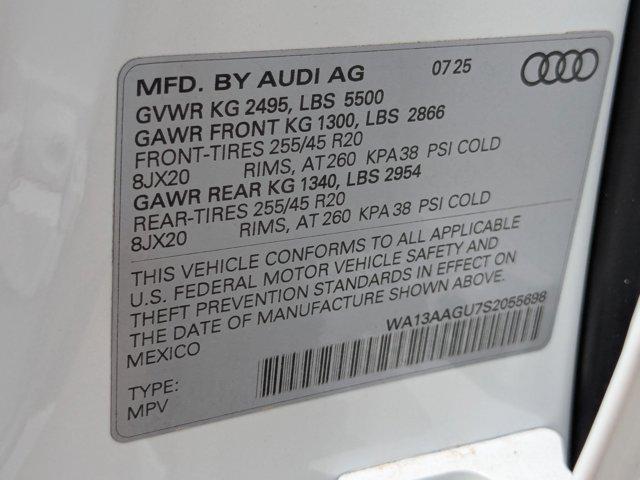 MFD. BY AUDI AG 07 25
GVWR KG 2495, LBS 5500
GAWR FRONT KG 1300, LBS 2866
FRONT-TIRES 255/45 R20
8JX20 RIMS, AT 260 KPA 38 PSI COLD
GAWR REAR KG 1340, LBS 2954
REAR-TIRES 255/45 R20
8JX20 RIMS, AT 260 KPA 38 PSI COLD
THIS VEHICLE CONFORMS TO ALL APPLICABLE
U.S. FEDERAL MOTOR VEHICLE SAFETY AND
THEFT PREVENTION STANDARDS IN EFFECT ON
THE DATE OF MANUFACTURE SHOWN ABOVE.
MEXICO WA13AAGU7S2055698
TYPE:
MPV